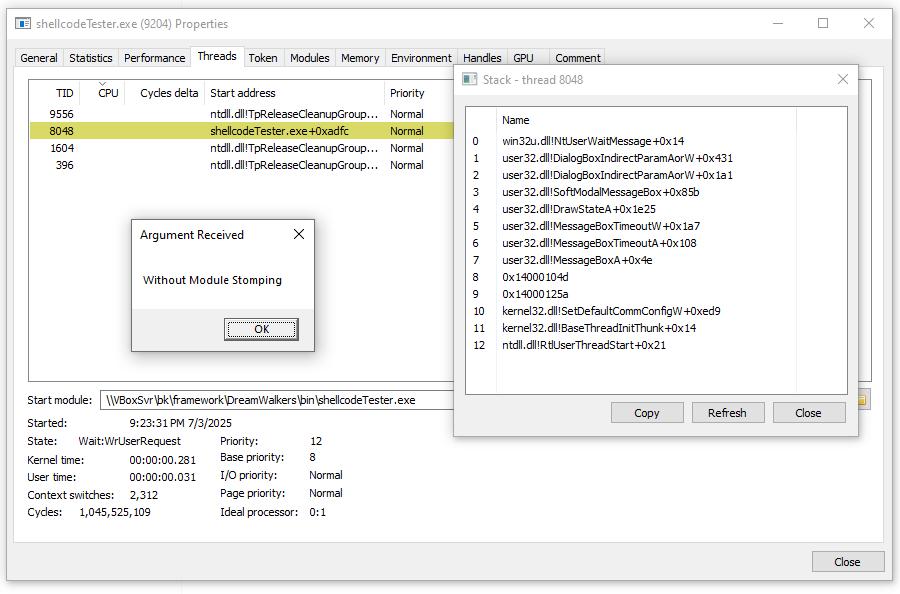 shellcodeTester.exe (9204) Properties
General Statistics Performance Threads Token Modules Memory Environment Handles GPU Comment
TID CPU Cycles delta Start address Priority
9556 ntdll.dll!TpReleaseCleanupGroup... Normal
8048 shellcodeTester.exe+0xadfc Normal
1604 ntdll.dll!TpReleaseCleanupGroup... Normal
396 ntdll.dll!TpReleaseCleanupGroup... Normal
Argument Received
Without Module Stomping
OK
Stack - thread 8048
Name
0 win32u.dll!NtUserWaitMessage+0x14
1 user32.dll!DialogBoxIndirectParamAorW+0x431
2 user32.dll!DialogBoxIndirectParamAorW+0x1a1
3 user32.dll!SoftModalMessageBox+0x85b
4 user32.dll!DrawStateA+0x1e25
5 user32.dll!MessageBoxTimeoutW+0x1a7
6 user32.dll!MessageBoxTimeoutA+0x108
7 user32.dll!MessageBoxA+0x4e
8 0x14000104d
9 0x14000125a
10 kernel32.dll!SetDefaultCommConfigW+0xed9
11 kernel32.dll!BaseThreadInitThunk+0x14
12 ntdll.dll!RtlUserThreadStart+0x21
Copy Refresh Close
Start module: \\VBoxSvr\bk\framework\DreamWalkers\bin\shellcodeTester.exe
Started: 9:23:31 PM 7/3/2025
State: Wait:WrUserRequest Priority: 12
Kernel time: 00:00:00.281 Base priority: 8
User time: 00:00:00.031 I/O priority: Normal
Context switches: 2,312 Page priority: Normal
Cycles: 1,045,525,109 Ideal processor: 0:1
Close